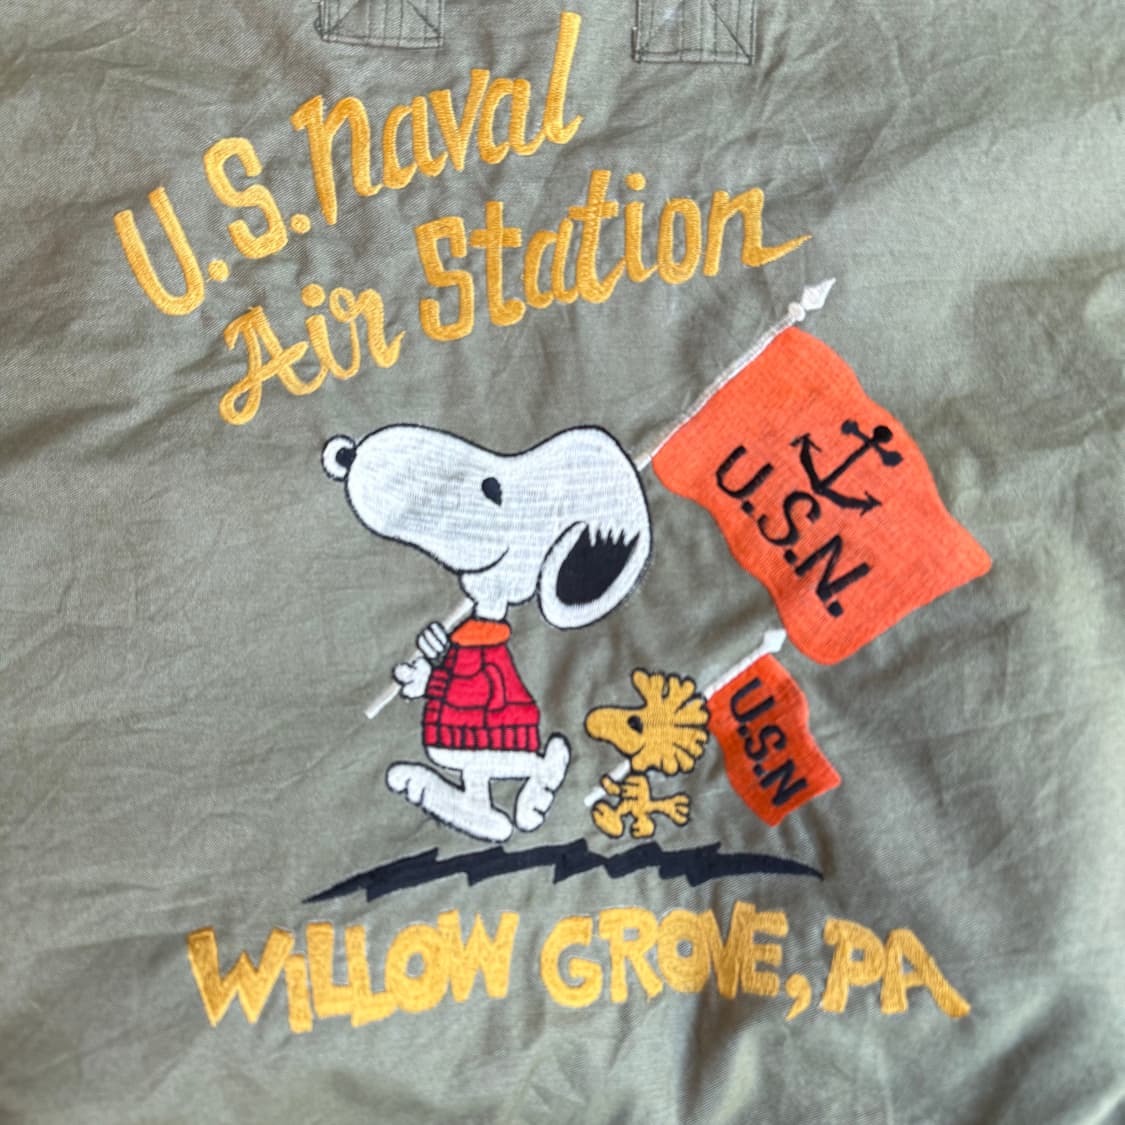 U.S. Naval
Air Station
U.S.N.
U.S.N
WILLOW GROVE, PA